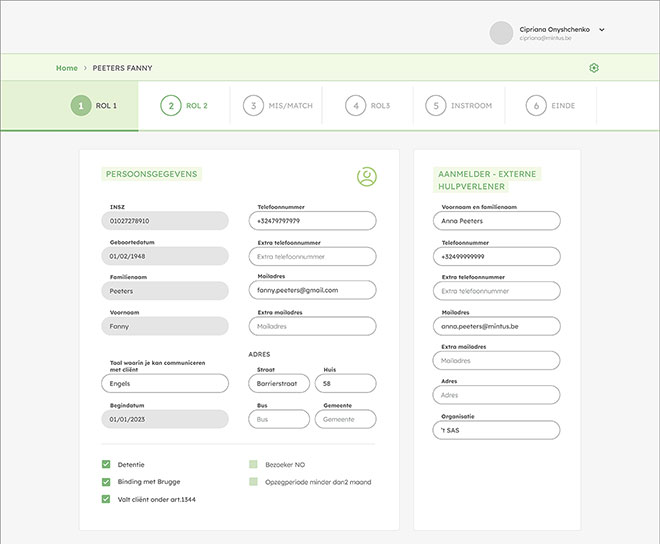 Cipriana Onyshchenko
cipriana@mintus.be
Home > PEETERS FANNY
1 ROL 1
2 ROL 2
3 MIS/MATCH
4 ROL3
5 INSTROOM
6 EINDE
PERSOONSGEGEVENS
INSZ
01027278910
Geboortedatum
01/02/1948
Familienaam
Peeters
Voornaam
Fanny
Taal waarin je kan communiceren
met cliënt
Engels
Begindatum
01/01/2023
Telefoonnummer
+32479797979
Extra telefoonnummer
Extra telefoonnummer
Mailadres
fanny.peeters@gmail.com
Extra mailadres
Mailadres
ADRES
Straat
Barrierstraat
Huis
58
Bus
Bus
Gemeente
Gemeente
Detentie
Binding met Brugge
Valt cliënt onder art.1344
Bezoeker NO
Opzegperiode minder dan2 maand
AANMELDER - EXTERNE
HULPVERLENER
Voornaam en familienaam
Anna Peeters
Telefoonnummer
+32499999999
Extra telefoonnummer
Extra telefoonnummer
Mailadres
anna.peeters@mintus.be
Extra mailadres
Mailadres
Adres
Adres
Organisatie
't SAS